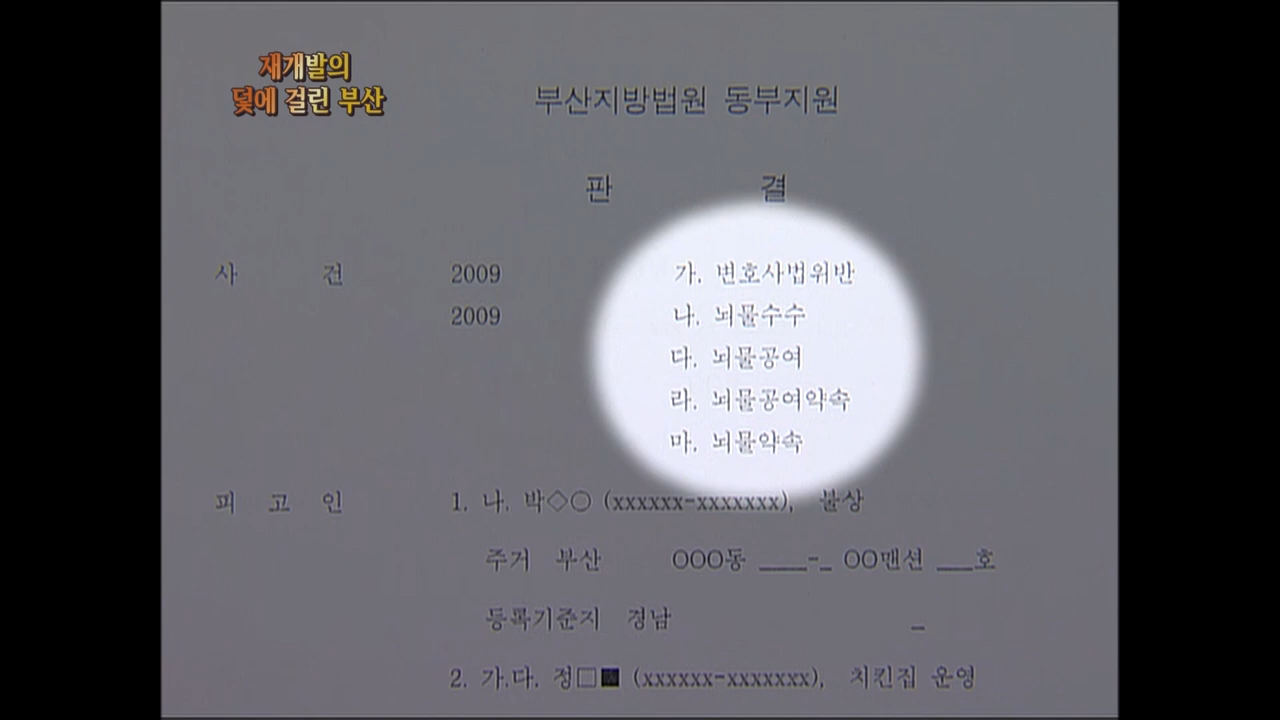 재개발의
덫에 걸린 부산
부산지방법원 동부지원
판 결
사 건 2009 가. 변호사법위반
2009 나. 뇌물수수
다. 뇌물공여
라. 뇌물공여약속
마. 뇌물약속
피 고 인 1. 나. 박◇○ (xxxxxx-xxxxxxx), 불상
주거 부산 OOO동 ____-_ OO맨션 ___호
등록기준지 경남 _
2. 가.다. 정□■ (xxxxxx-xxxxxxx), 치킨집 운영